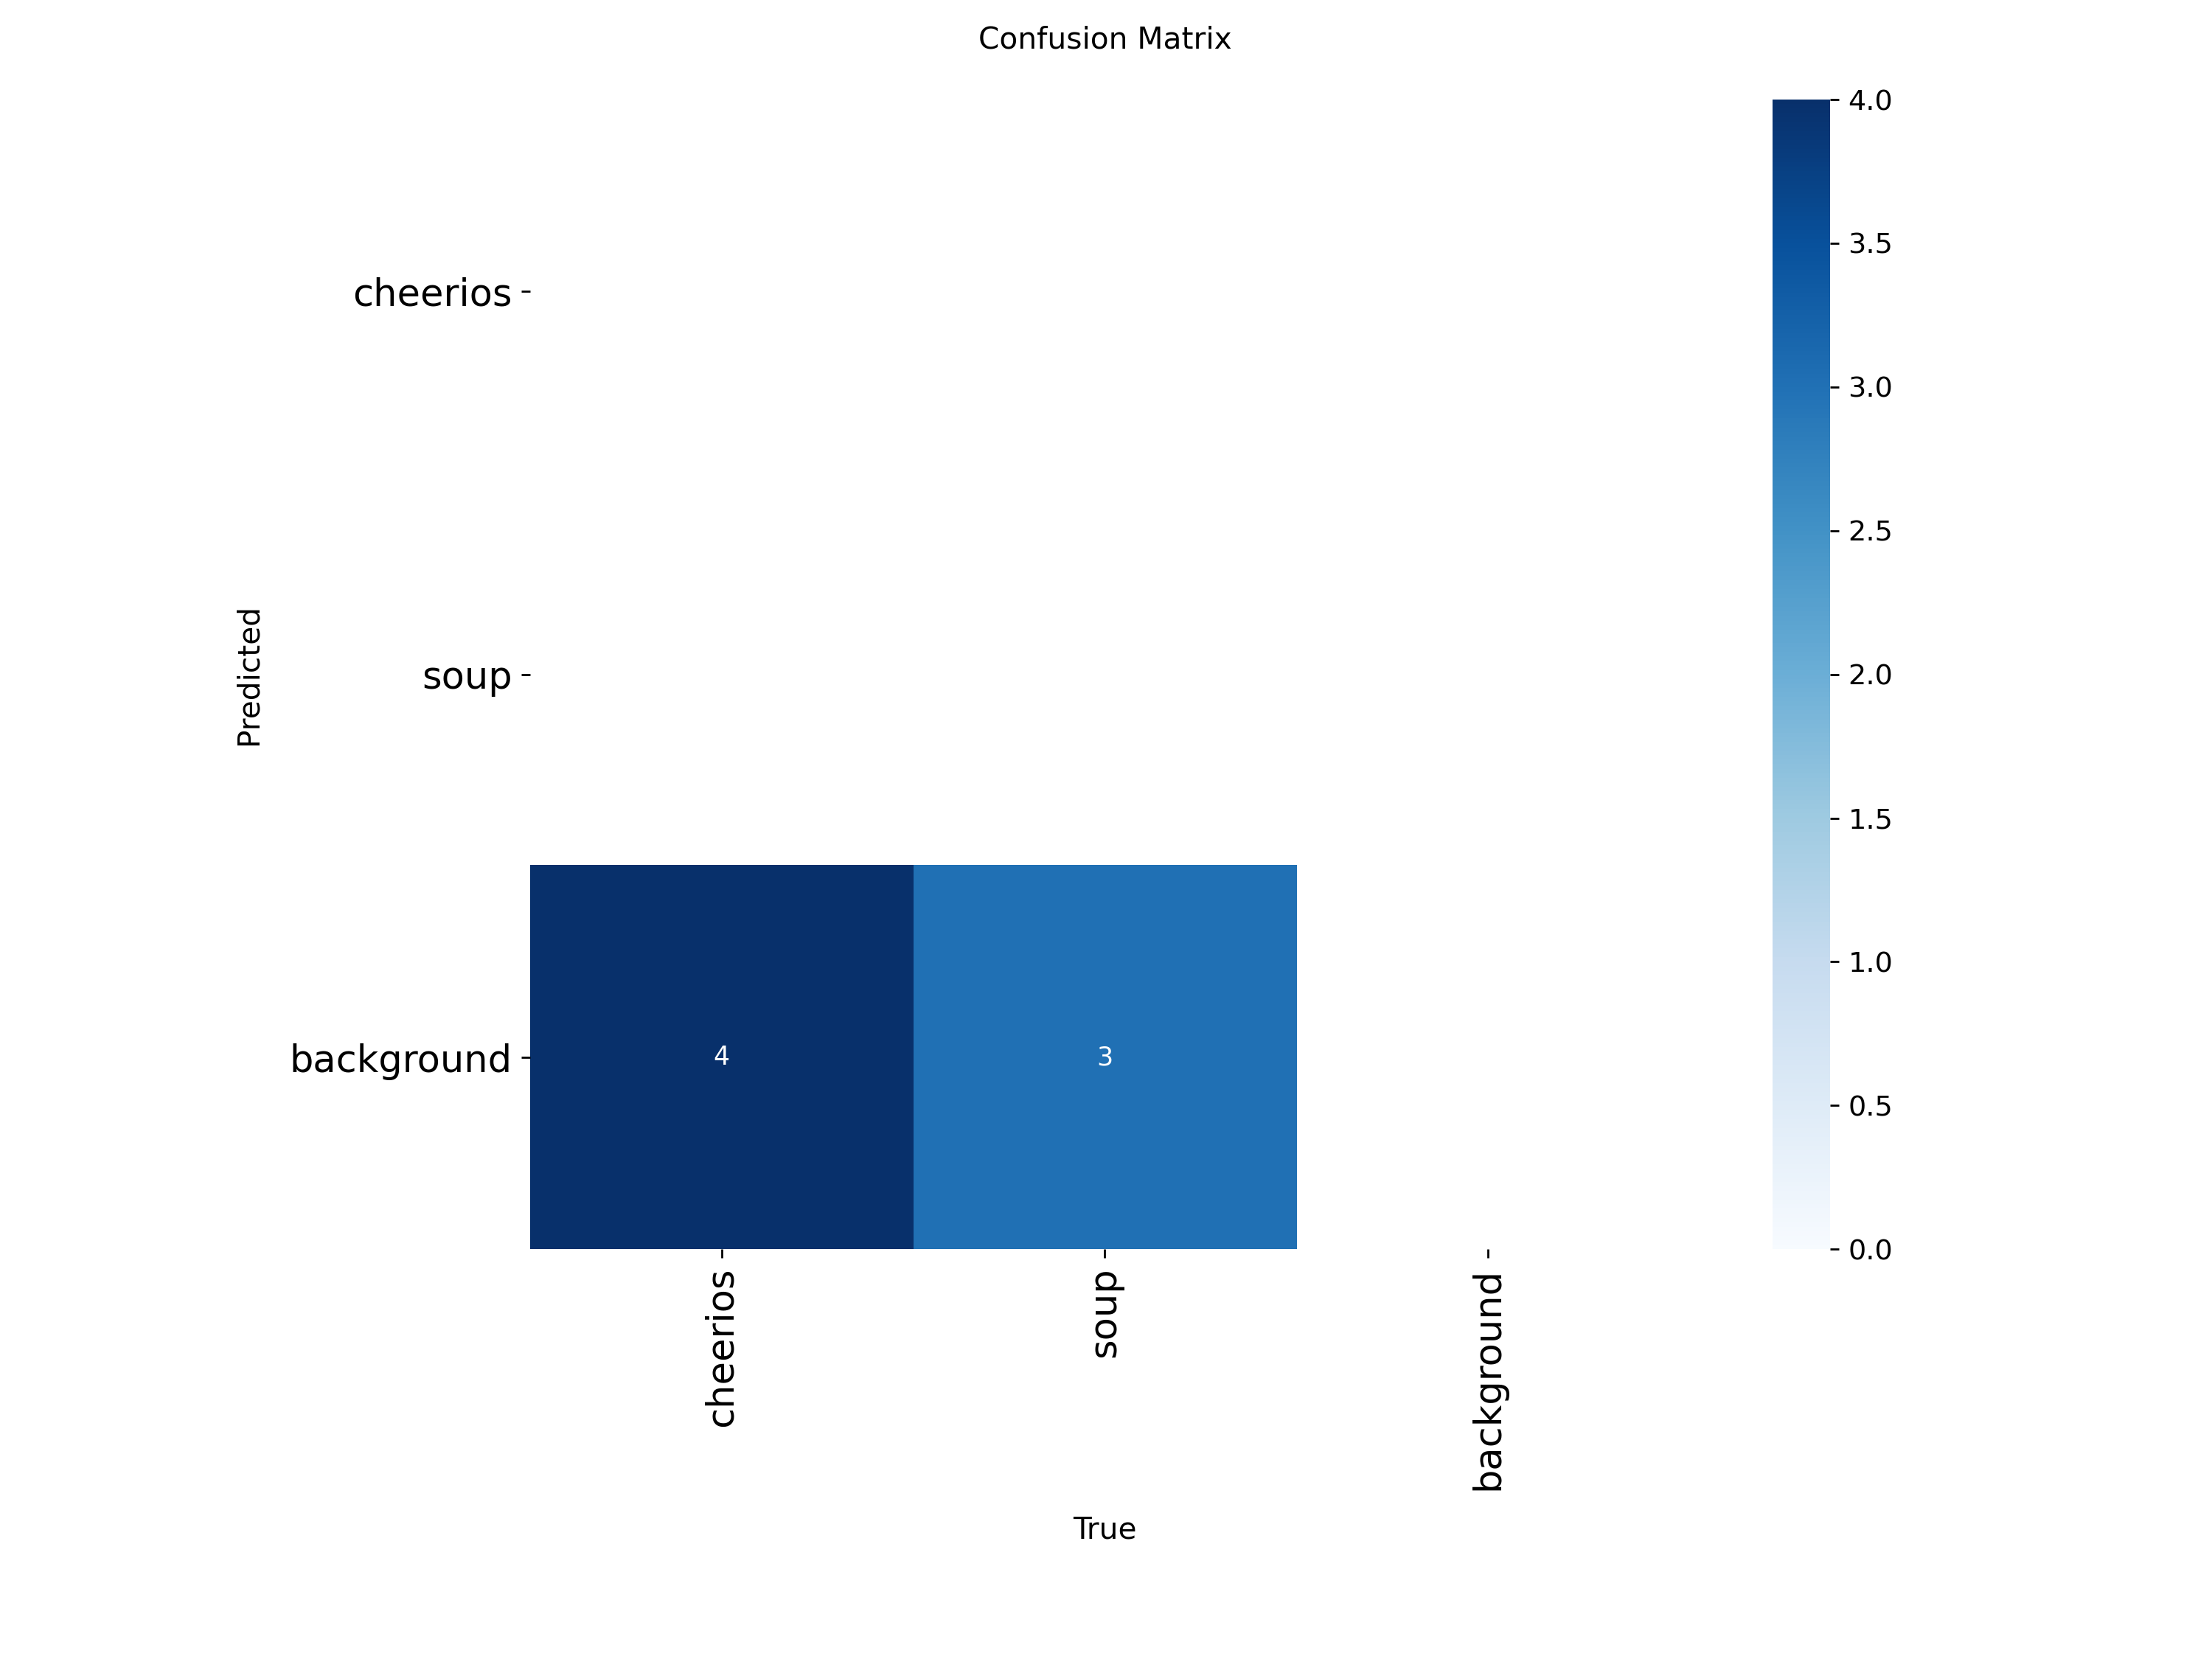 Confusion Matrix
4.0
3.5
cheerios
3.0
2.5
Predicted
soup
2.0
1.5
1.0
background
4
3
0.5
0.0
cheerios
soup
background
True